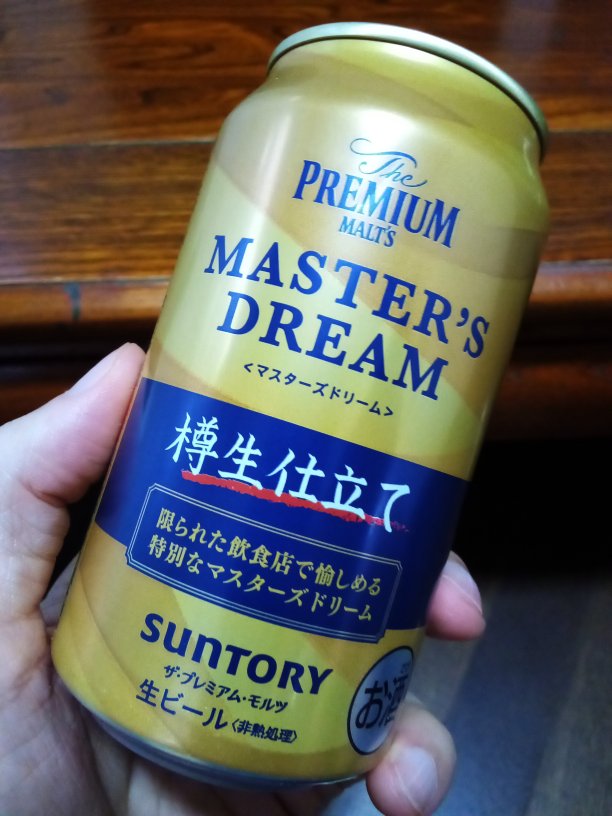 The
PREMIUM
MALT'S
MASTER'S
DREAM
<マスターズドリーム>
樽生仕立て
限られた飲食店で愉しめる
特別なマスターズドリーム
SUNTORY
ザ・プレミアム・モルツ
生ビール〈非熱処理〉
お酒